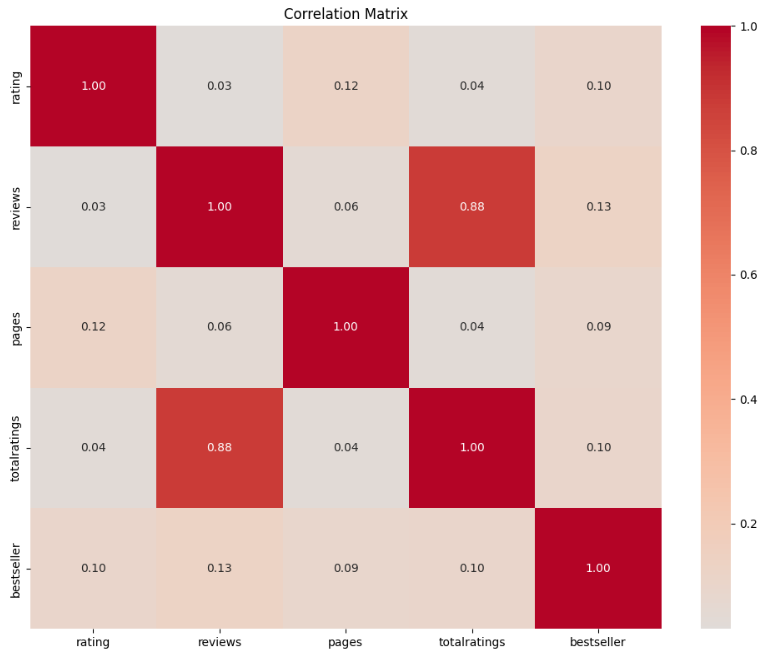 Correlation Matrix
rating 1.00 0.03 0.12 0.04 0.10
reviews 0.03 1.00 0.06 0.88 0.13
pages 0.12 0.06 1.00 0.04 0.09
totalratings 0.04 0.88 0.04 1.00 0.10
bestseller 0.10 0.13 0.09 0.10 1.00
rating reviews pages totalratings bestseller
1.0
0.8
0.6
0.4
0.2